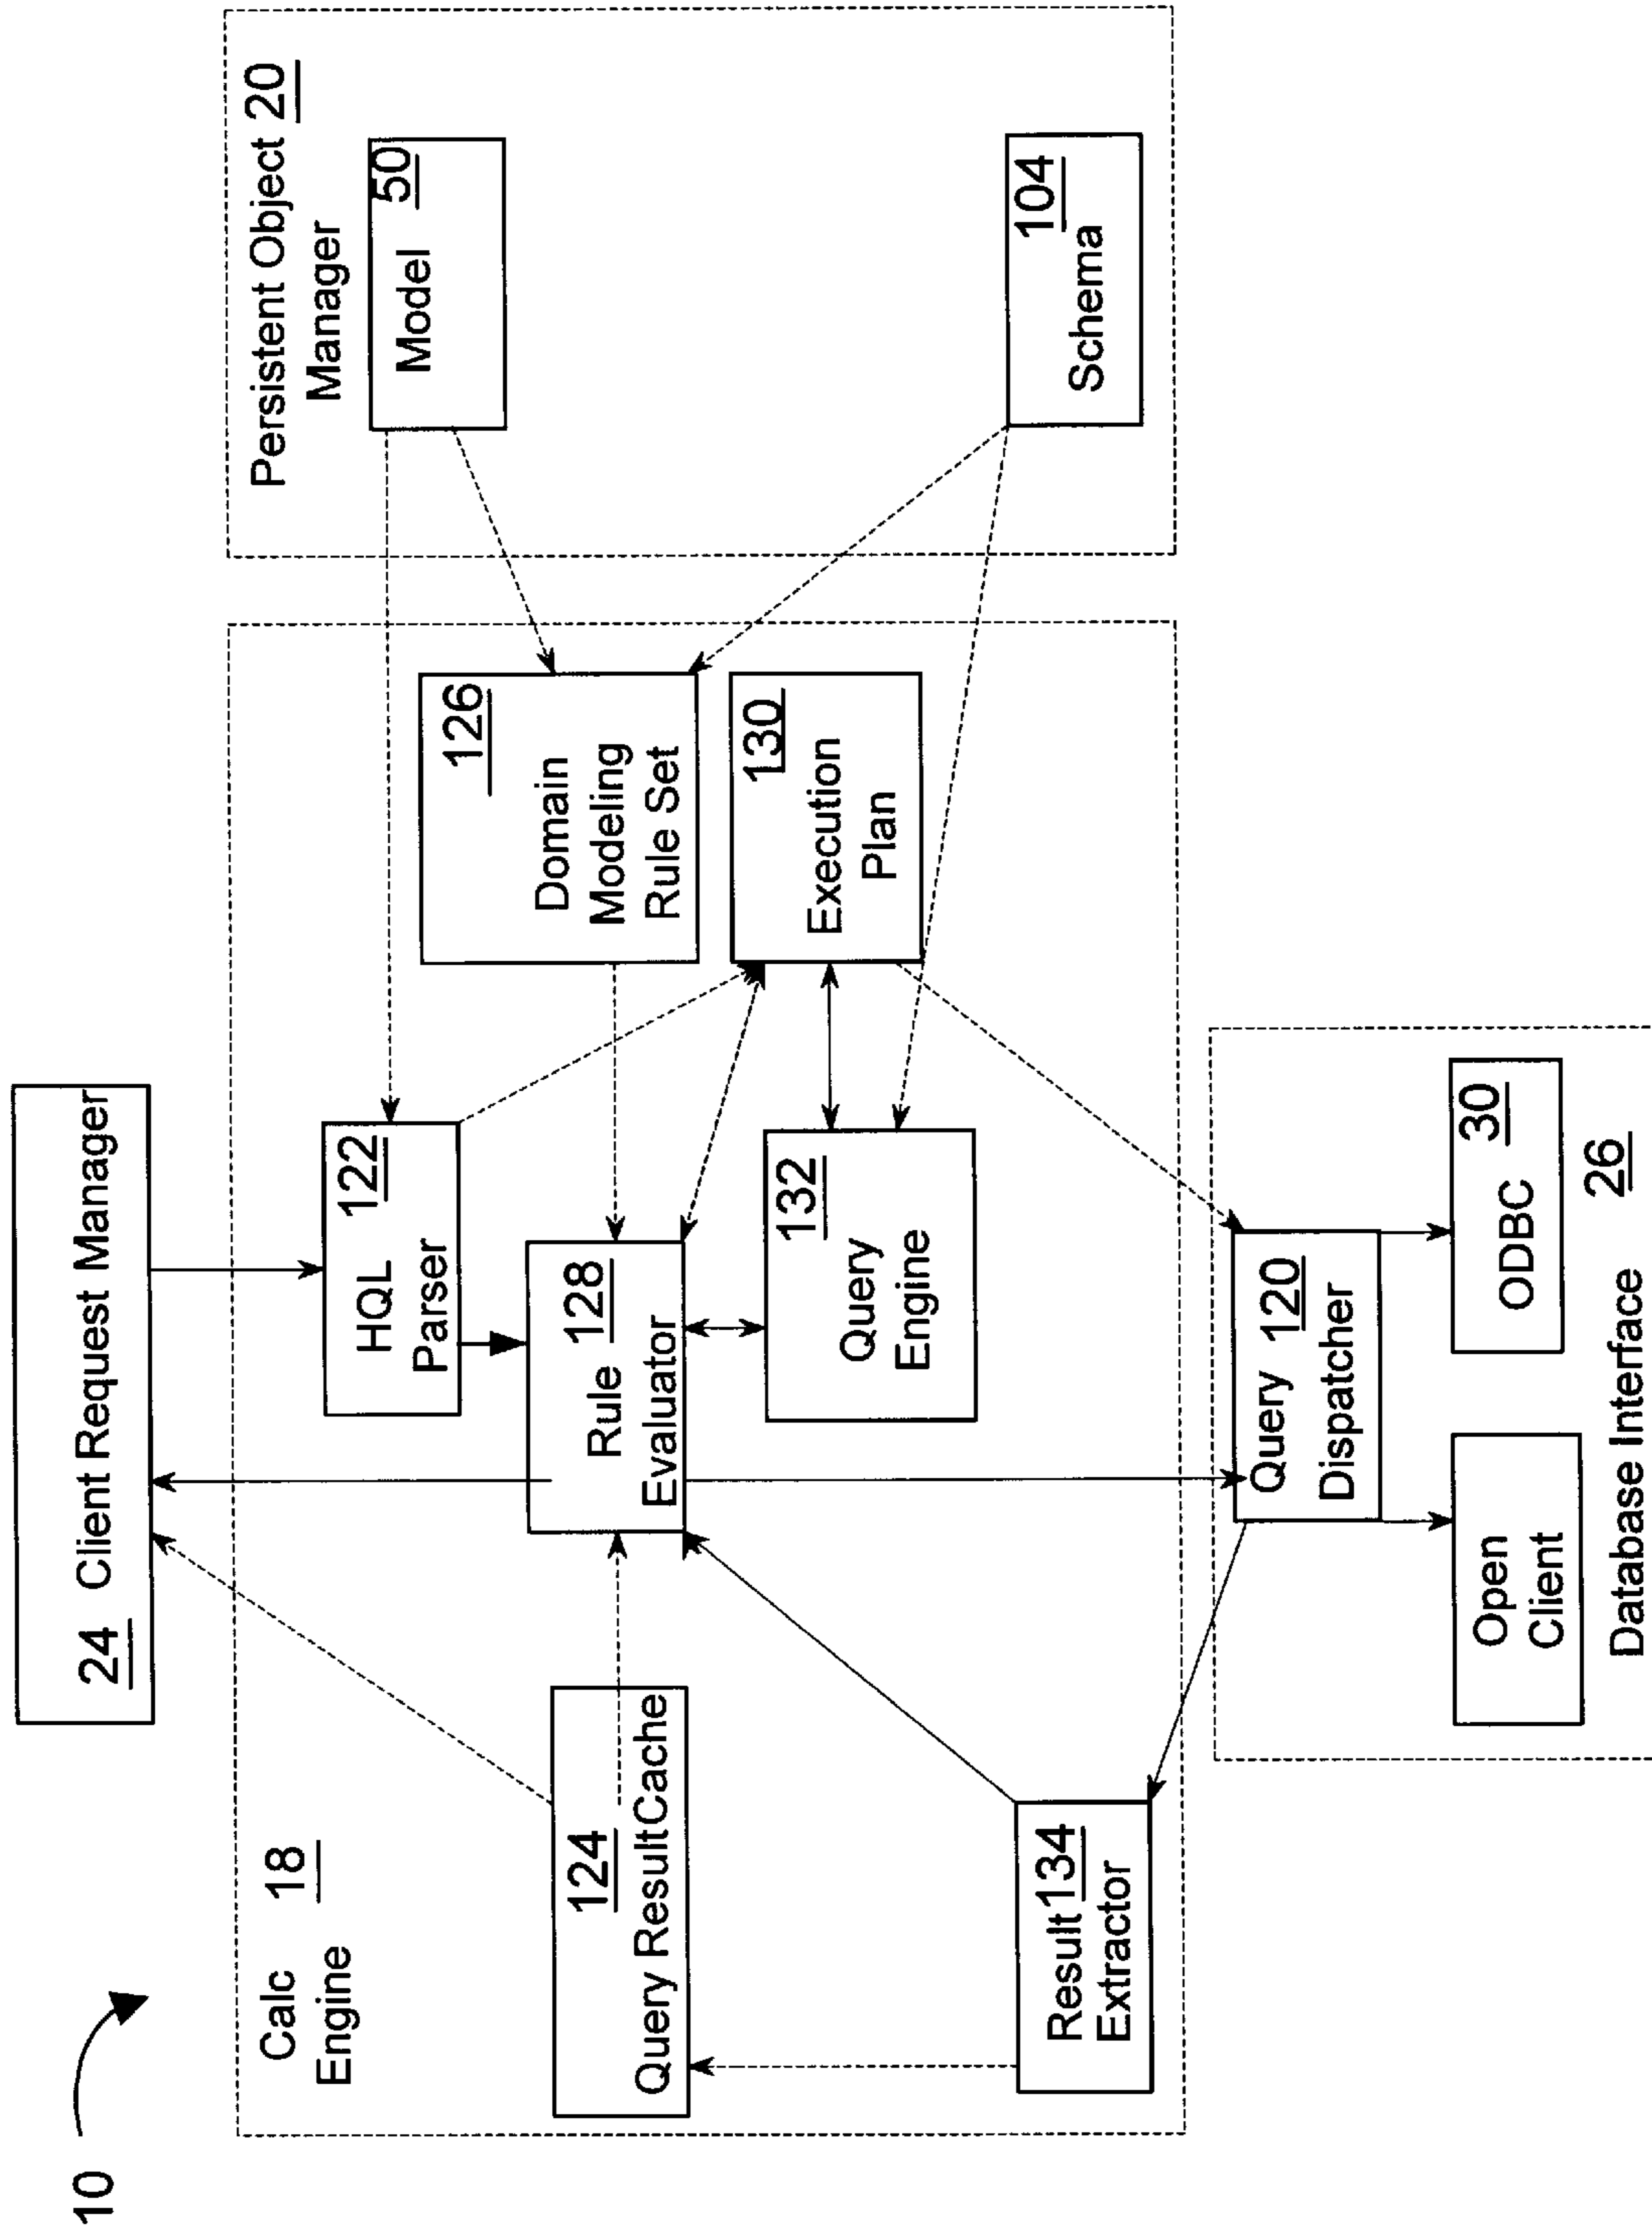 10
24 Client Request Manager
Calc 18
Engine
Persistent Object 20
Manager
HQL 122
Parser
Model 50
124
Query Result Cache
Rule 128
Evaluator
126
Domain
Modeling
Rule Set
132
Query
Engine
130
Execution
Plan
Result 134
Extractor
104
Schema
Query 120
Dispatcher
Open
Client
ODBC 30
Database Interface 26